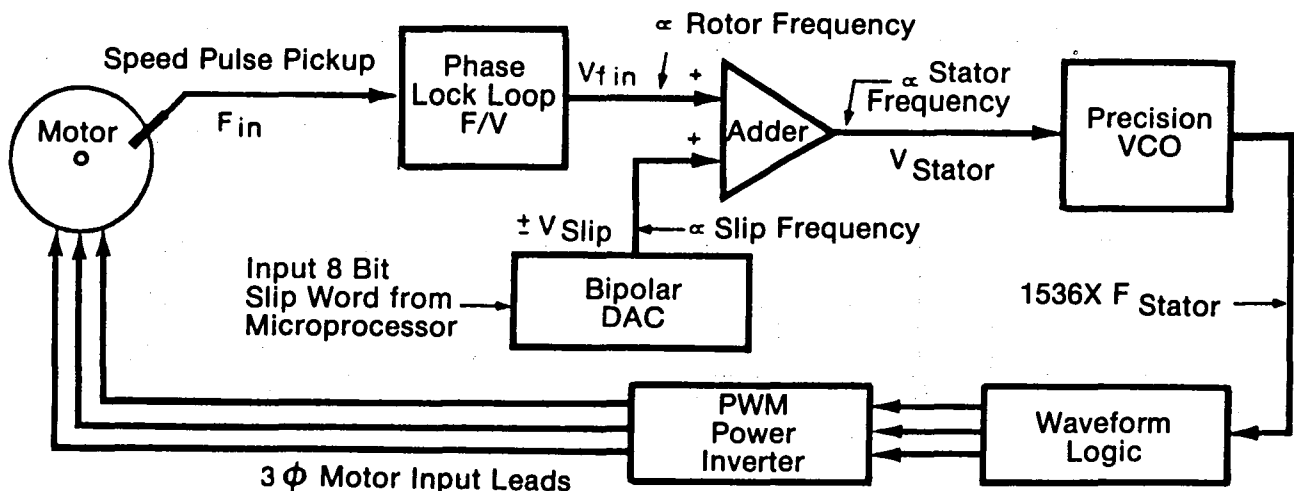 ∝ Rotor Frequency
Speed Pulse Pickup
Phase
Lock Loop
F/V
V f in
+
∝ Stator
Frequency
Motor
F in
Adder
+
V Stator
Precision
VCO
± V Slip
∝ Slip Frequency
Input 8 Bit
Slip Word from
Microprocessor
Bipolar
DAC
1536X F Stator
PWM
Power
Inverter
Waveform
Logic
3 ϕ Motor Input Leads